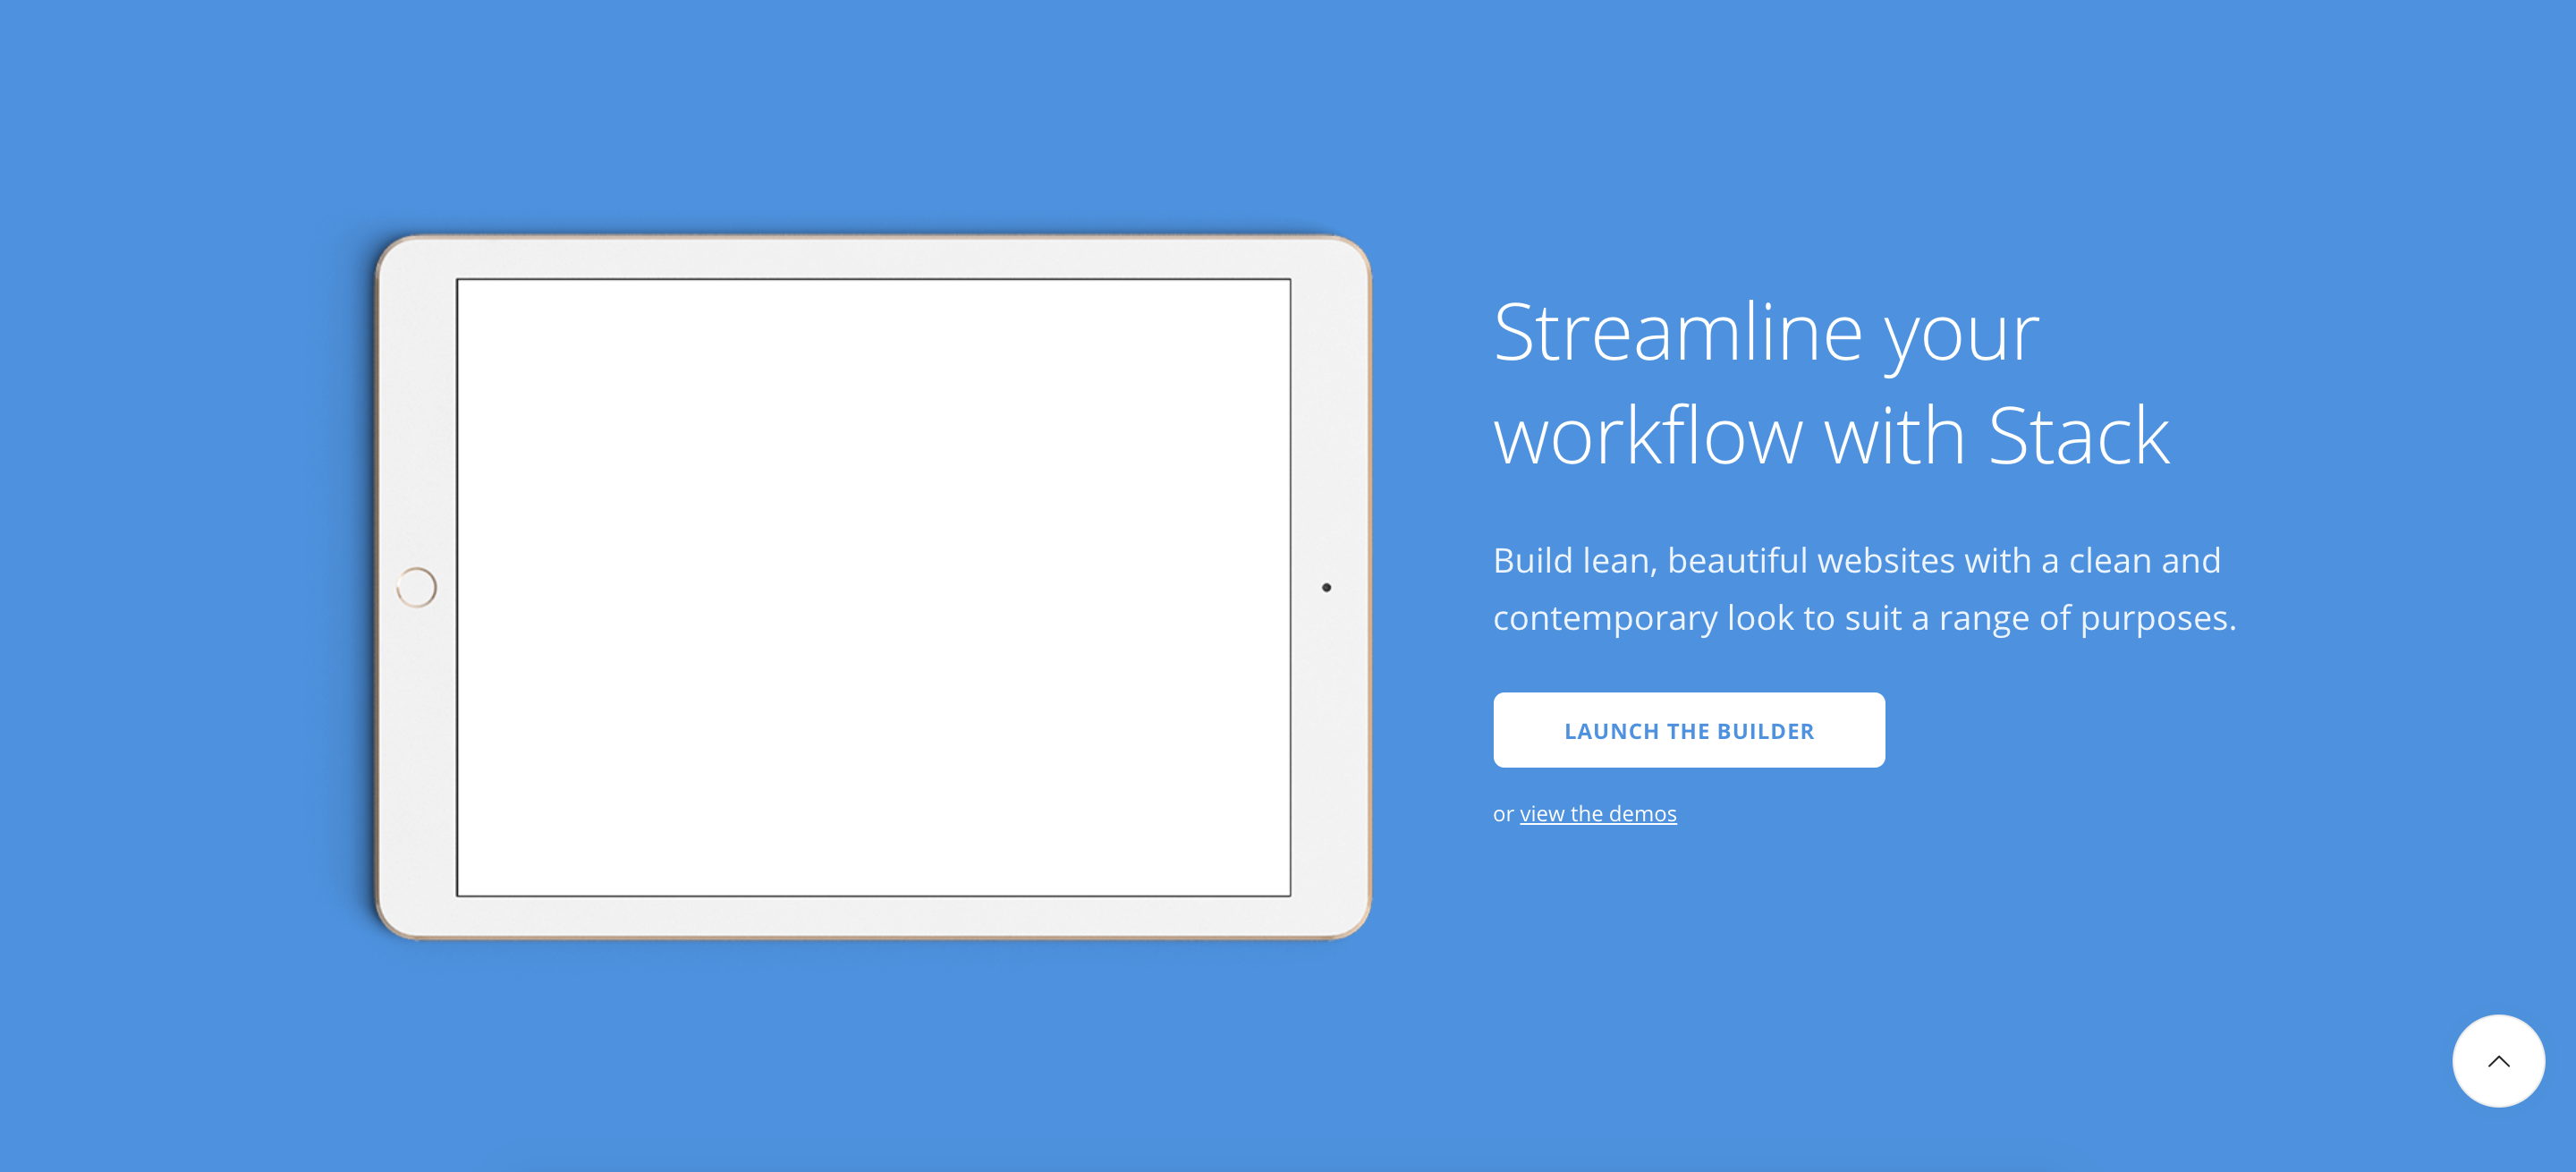 Streamline your
workflow with Stack
Build lean, beautiful websites with a clean and
contemporary look to suit a range of purposes.
LAUNCH THE BUILDER
or view the demos